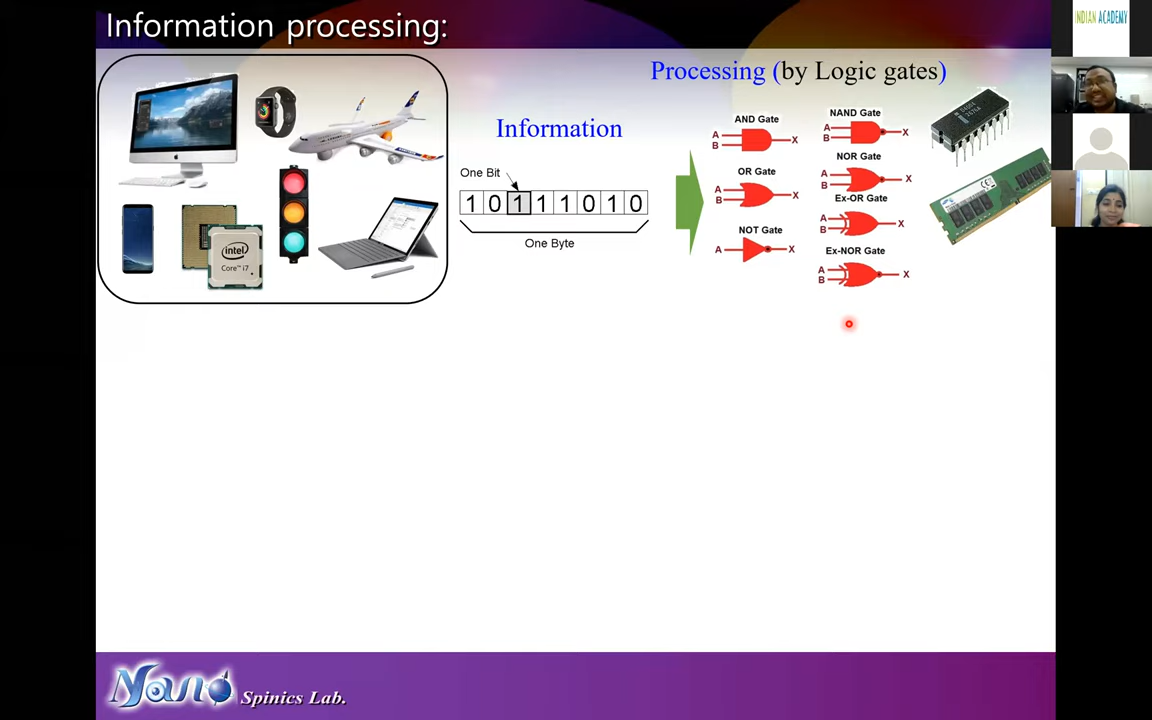 Information processing:
INDIAN ACADEMY
Processing (by Logic gates)
Information
AND Gate
A
B
X
NAND Gate
A
B
X
One Bit
OR Gate
A
B
X
NOR Gate
A
B
X
1 0 1 1 1 0 1 0
One Byte
Ex-OR Gate
A
B
X
NOT Gate
A
X
Ex-NOR Gate
A
B
X
intel
Core i7
Nano Spinics Lab.